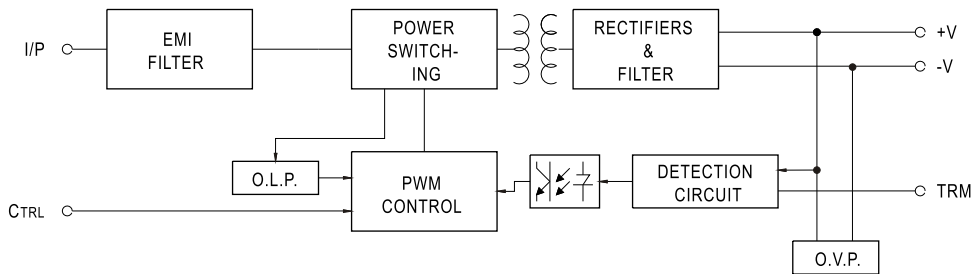 I/P
EMI
FILTER
POWER
SWITCH-
ING
RECTIFIERS
&
FILTER
+V
-V
O.L.P.
PWM
CONTROL
DETECTION
CIRCUIT
TRM
CTRL
O.V.P.